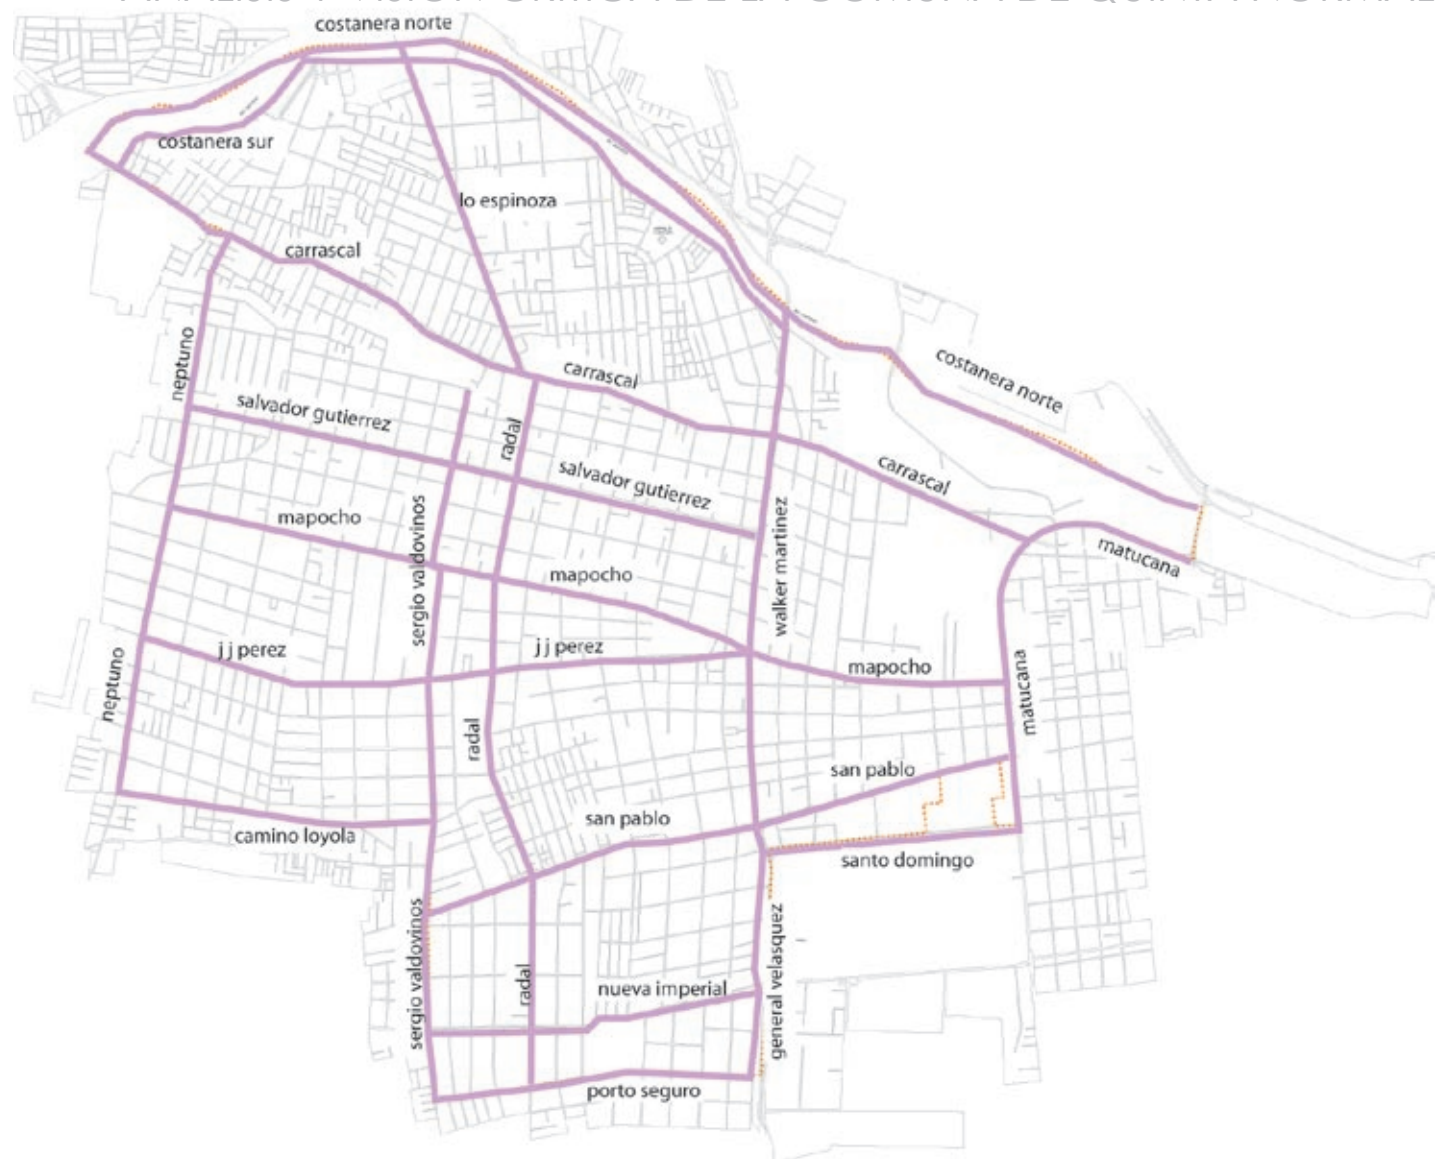 costanera norte
costanera sur
lo espinoza
carrascal
neptuno
carrascal
costanera norte
salvador gutierrez
radal
salvador gutierrez
carrascal
mapocho
sergio valdovinos
walker martinez
mapocho
matucana
j j perez
j j perez
mapocho
neptuno
matucana
radal
san pablo
san pablo
camino loyola
santo domingo
sergio valdovinos
radal
nueva imperial
general velasquez
porto seguro